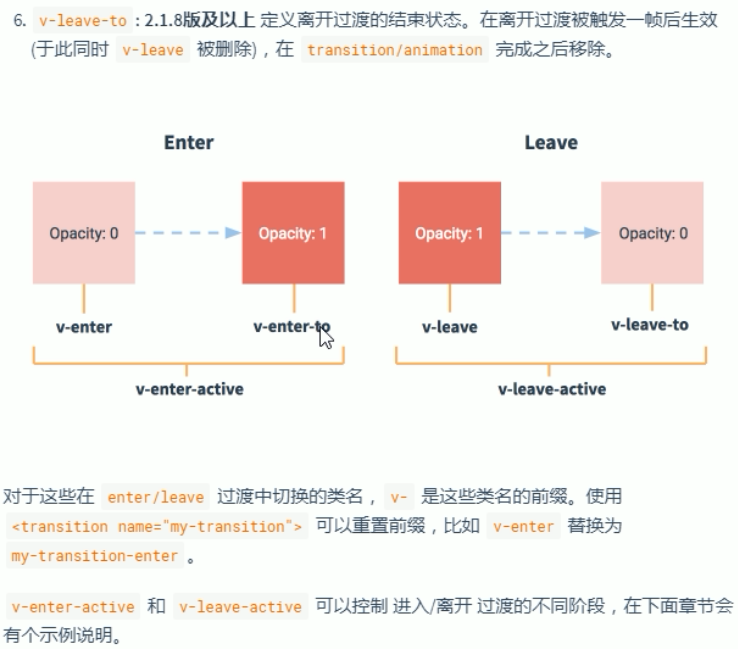 6. v-leave-to : 2.1.8版及以上 定义离开过渡的结束状态。在离开过渡被触发一帧后生效
(于此同时 v-leave 被删除)，在 transition/animation 完成之后移除。
Enter
Leave
Opacity: 0
Opacity: 1
Opacity: 1
Opacity: 0
v-enter
v-enter-to
v-leave
v-leave-to
v-enter-active
v-leave-active
对于这些在 enter/leave 过渡中切换的类名，v- 是这些类名的前缀。使用
<transition name="my-transition"> 可以重置前缀，比如 v-enter 替换为
my-transition-enter 。
v-enter-active 和 v-leave-active 可以控制 进入/离开 过渡的不同阶段，在下面章节会
有个示例说明。